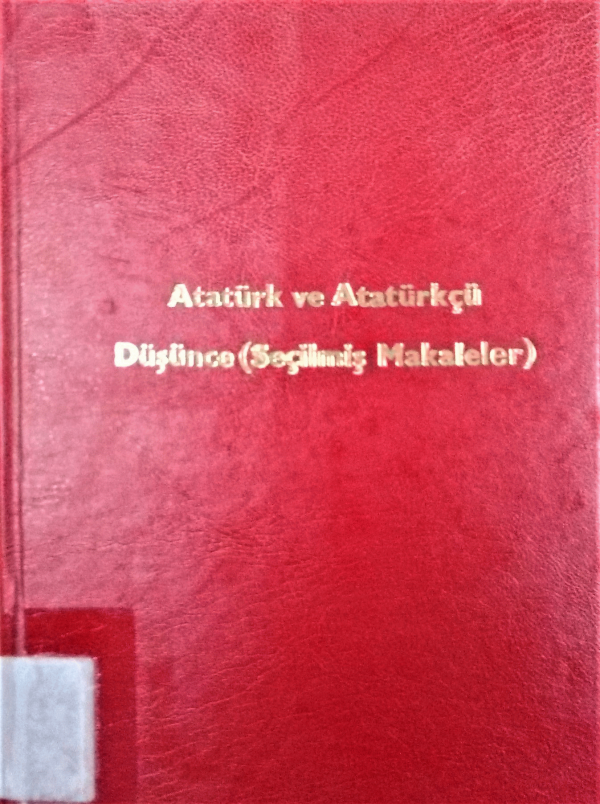 Atatürk ve Atatürkçü
Düşünce (Seçilmiş Makaleler)